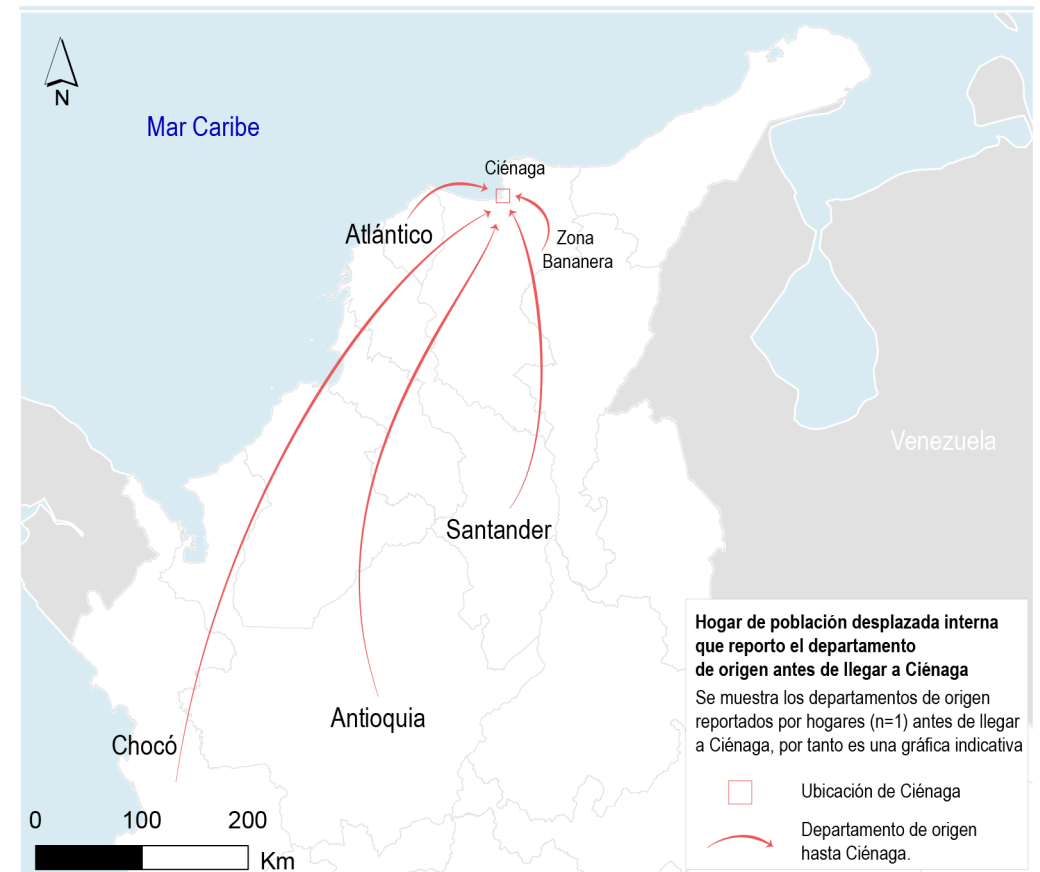 N
Mar Caribe
Ciénaga
Atlántico
Zona
Bananera
Venezuela
Santander
Antioquia
Chocó
0 100 200
Km
Hogar de población desplazada interna
que reporto el departamento
de origen antes de llegar a Ciénaga
Se muestra los departamentos de origen
reportados por hogares (n=1) antes de llegar
a Ciénaga, por tanto es una gráfica indicativa
Ubicación de Ciénaga
Departamento de origen
hasta Ciénaga.